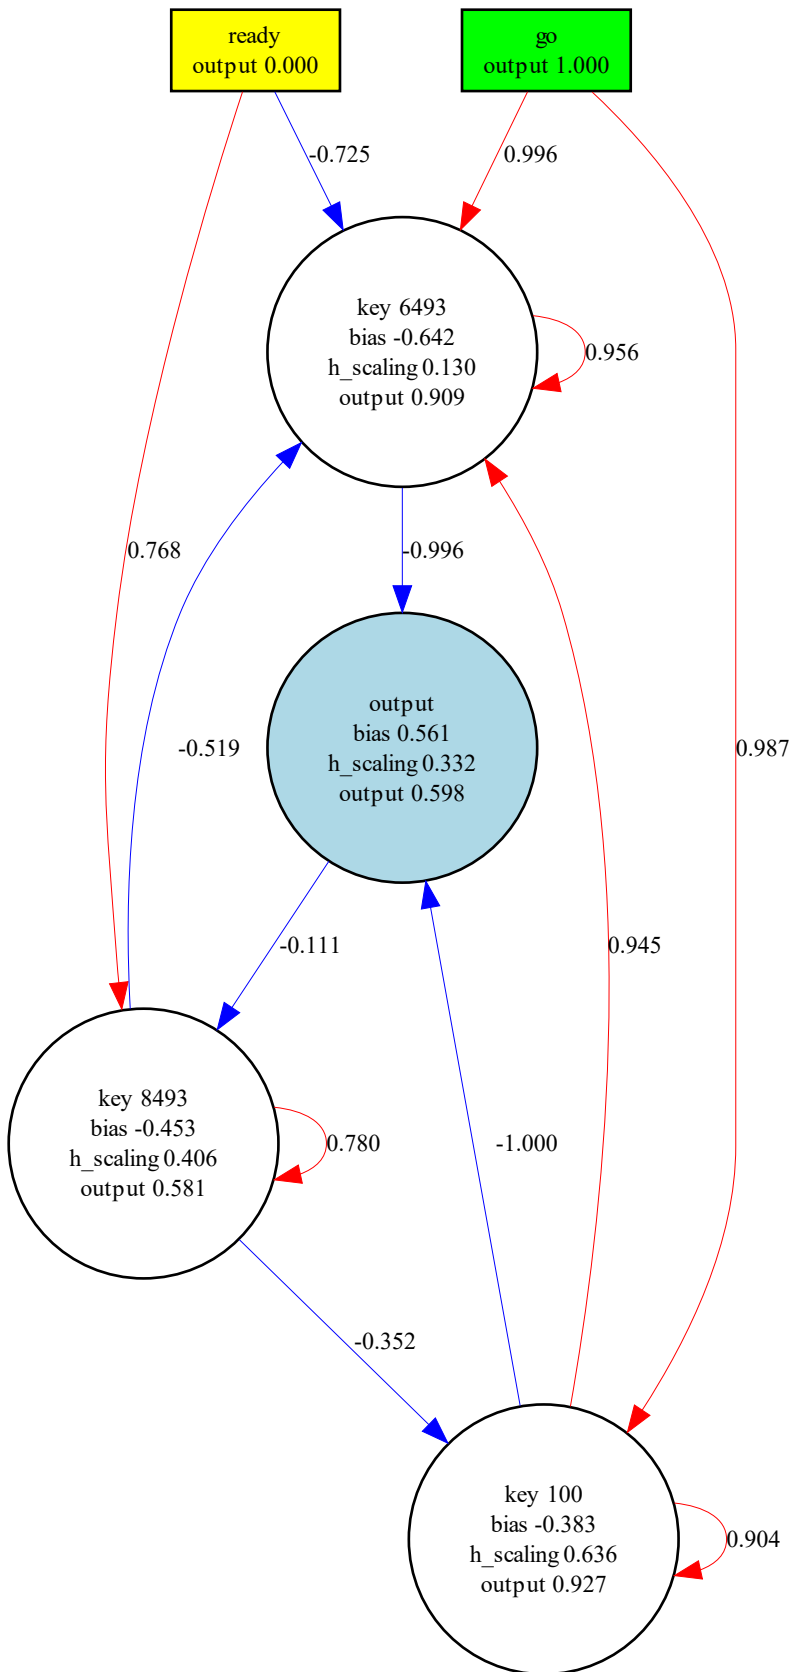 ready
output 0.000
go
output 1.000
-0.725
0.996
key 6493
bias -0.642
h_scaling 0.130
output 0.909
0.956
0.768
-0.996
output
bias 0.561
h_scaling 0.332
output 0.598
-0.519
0.987
-0.111
0.945
key 8493
bias -0.453
h_scaling 0.406
output 0.581
0.780
-1.000
-0.352
key 100
bias -0.383
h_scaling 0.636
output 0.927
0.904